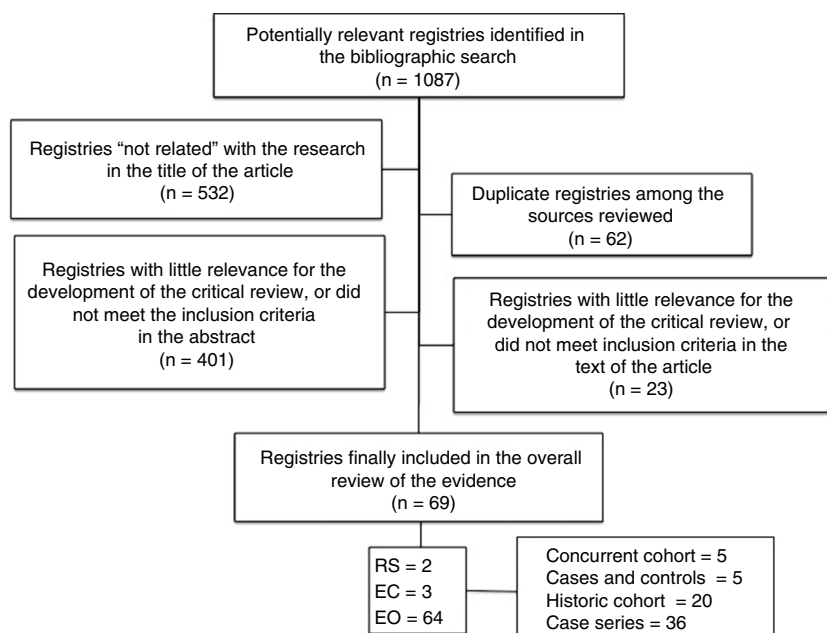 Potentially relevant registries identified in
the bibliographic search
(n = 1087)
Registries “not related” with the research
in the title of the article
(n = 532)
Duplicate registries among the
sources reviewed
(n = 62)
Registries with little relevance for the
development of the critical review, or did
not meet the inclusion criteria
in the abstract
(n = 401)
Registries with little relevance for the
development of the critical review, or
did not meet inclusion criteria in the
text of the article
(n = 23)
Registries finally included in the overall
review of the evidence
(n = 69)
RS = 2
EC = 3
EO = 64
Concurrent cohort = 5
Cases and controls = 5
Historic cohort = 20
Case series = 36